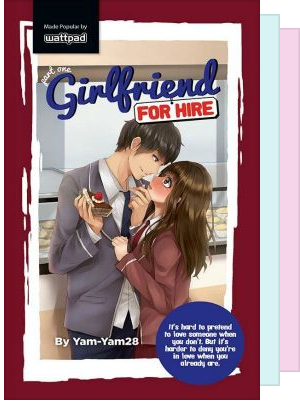 Made Popular by
wattpad
part one
Girlfriend
FOR HIRE
By Yam-Yam28
It's hard to pretend
to love someone when
you don't. But it's
harder to deny you're
in love when you
already are.